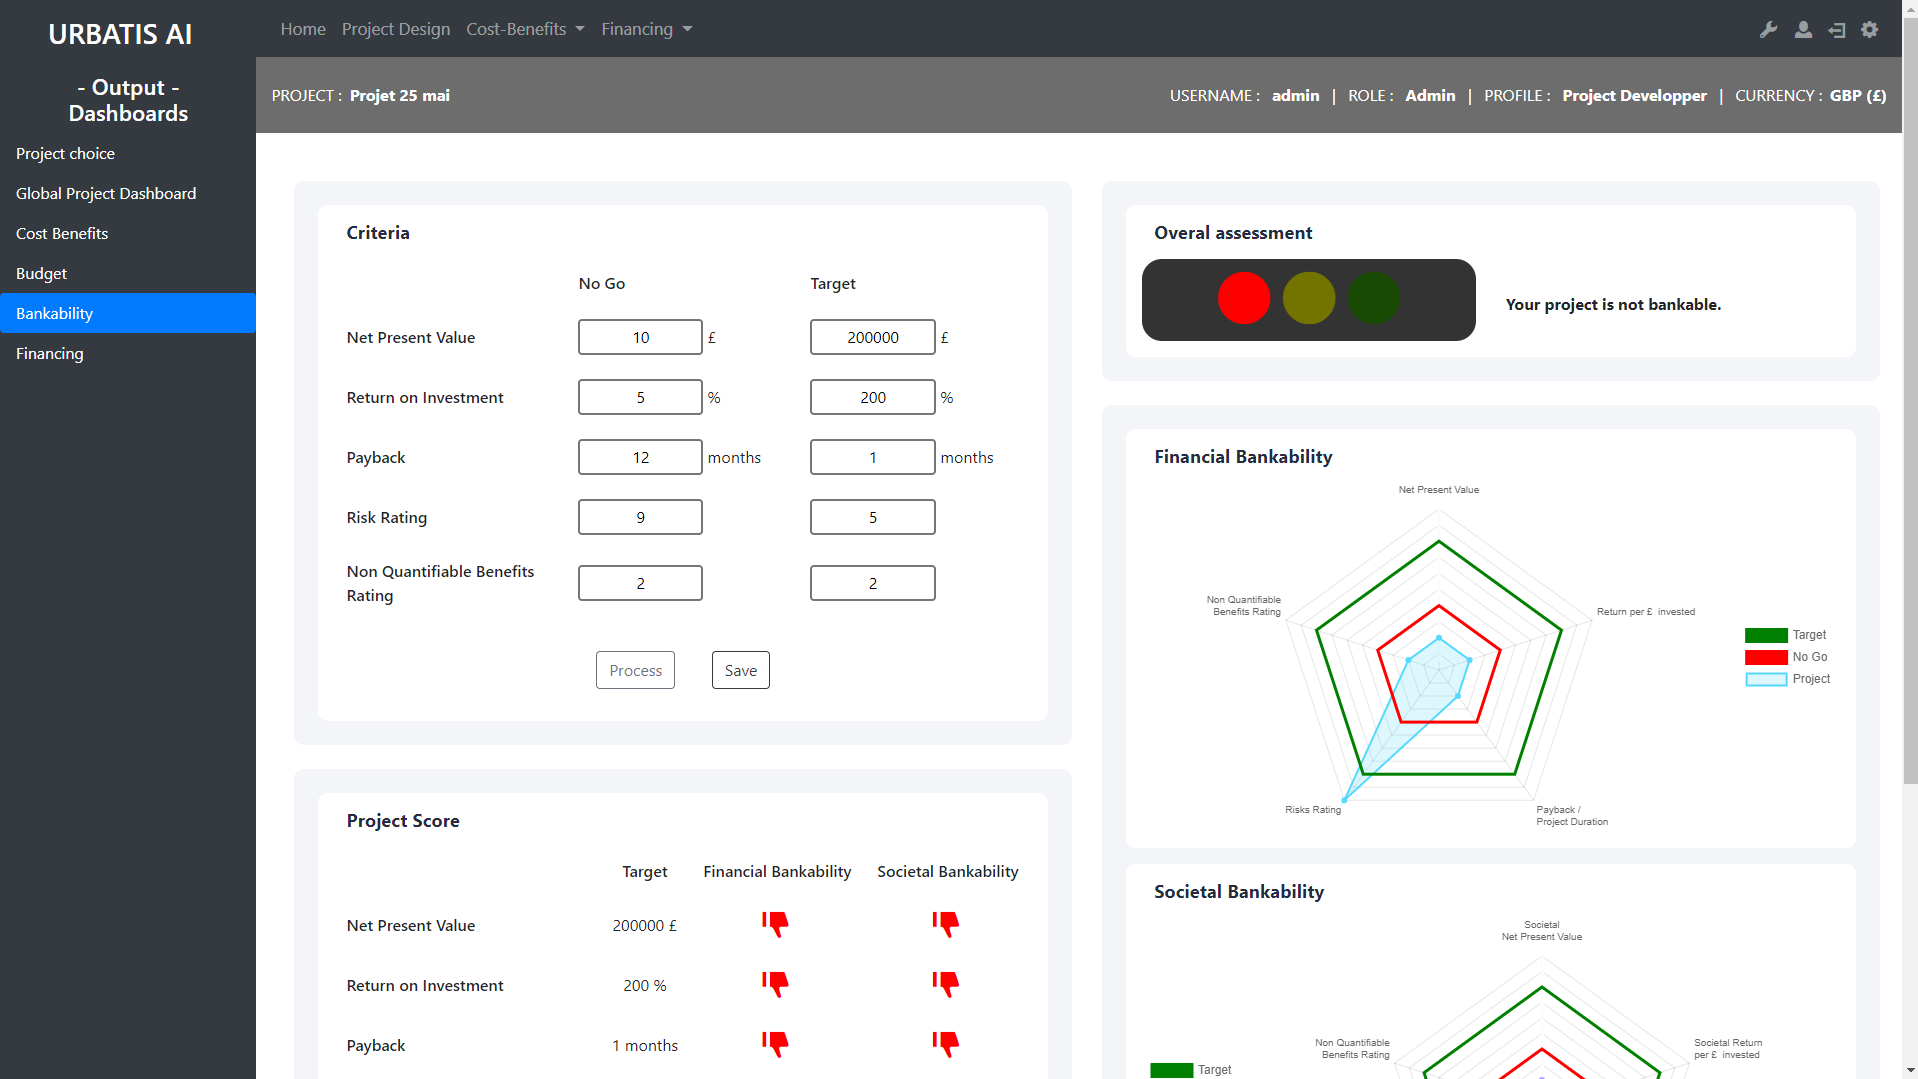 URBATIS AI
Home Project Design Cost-Benefits Financing
- Output -
Dashboards
Project choice
Global Project Dashboard
Cost Benefits
Budget
Bankability
Financing
PROJECT : Projet 25 mai
USERNAME : admin | ROLE : Admin | PROFILE : Project Developper | CURRENCY : GBP (£)
Criteria
No Go Target
Net Present Value 10 £ 200000 £
Return on Investment 5 % 200 %
Payback 12 months 1 months
Risk Rating 9 5
Non Quantifiable Benefits
Rating 2 2
Process Save
Project Score
Target Financial Bankability Societal Bankability
Net Present Value 200000 £
Return on Investment 200 %
Payback 1 months
Overal assessment
Your project is not bankable.
Financial Bankability
Net Present Value
Non Quantifiable
Benefits Rating
Return per £ invested
Risks Rating
Payback /
Project Duration
Target
No Go
Project
Societal Bankability
Societal
Net Present Value
Non Quantifiable
Benefits Rating
Societal Return
per £ invested
Target